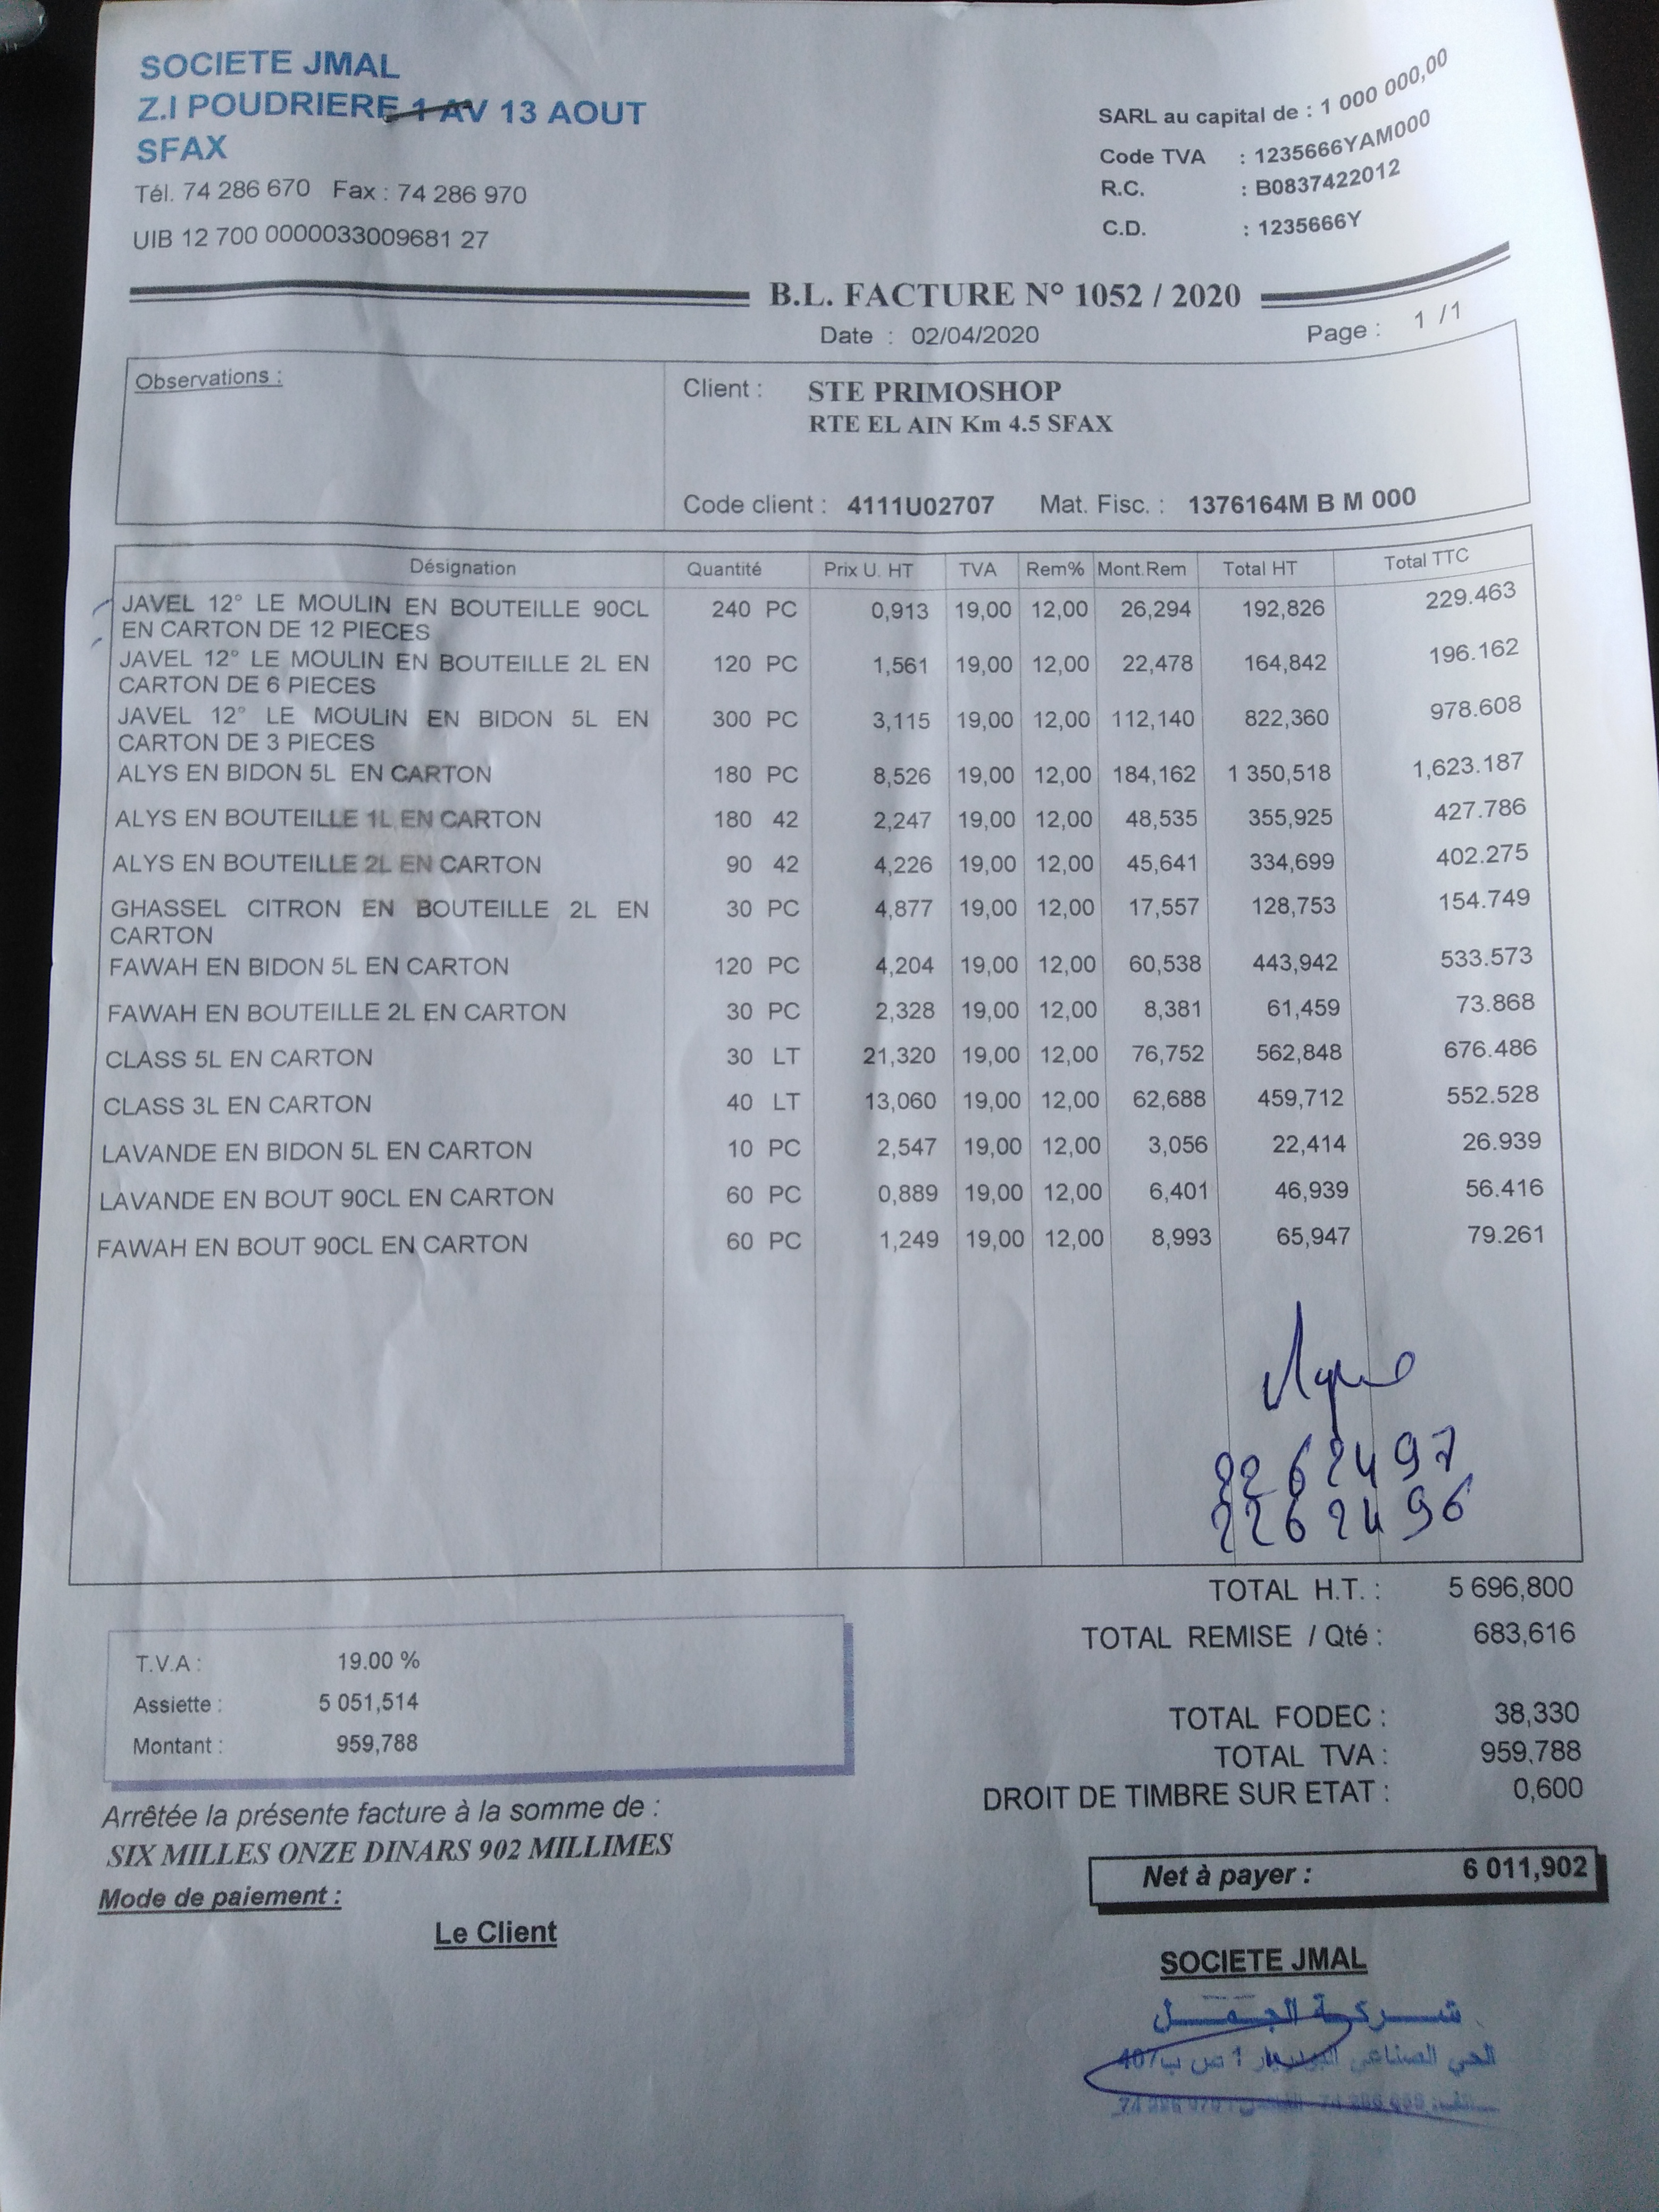 SOCIETE JMAL
Z.I POUDRIERE 1 AV 13 AOUT
SFAX
Tél. 74 286 670 Fax : 74 286 970
UIB 12 700 0000033009681 27
SARL au capital de : 1 000 000,00
Code TVA : 1235666YAM000
R.C. : B0837422012
C.D. : 1235666Y
B.L. FACTURE N° 1052 / 2020
Date : 02/04/2020 Page : 1 /1
Observations :
Client : STE PRIMOSHOP
RTE EL AIN Km 4.5 SFAX
Code client : 4111U02707 Mat. Fisc. : 1376164M B M 000
Désignation Quantité Prix U. HT TVA Rem% Mont.Rem Total HT Total TTC
JAVEL 12° LE MOULIN EN BOUTEILLE 90CL 240 PC 0,913 19,00 12,00 26,294 192,826 229.463
EN CARTON DE 12 PIECES
JAVEL 12° LE MOULIN EN BOUTEILLE 2L EN 120 PC 1,561 19,00 12,00 22,478 164,842 196.162
CARTON DE 6 PIECES
JAVEL 12° LE MOULIN EN BIDON 5L EN 300 PC 3,115 19,00 12,00 112,140 822,360 978.608
CARTON DE 3 PIECES
ALYS EN BIDON 5L EN CARTON 180 PC 8,526 19,00 12,00 184,162 1 350,518 1,623.187
ALYS EN BOUTEILLE 1L EN CARTON 180 42 2,247 19,00 12,00 48,535 355,925 427.786
ALYS EN BOUTEILLE 2L EN CARTON 90 42 4,226 19,00 12,00 45,641 334,699 402.275
GHASSEL CITRON EN BOUTEILLE 2L EN 30 PC 4,877 19,00 12,00 17,557 128,753 154.749
CARTON
FAWAH EN BIDON 5L EN CARTON 120 PC 4,204 19,00 12,00 60,538 443,942 533.573
FAWAH EN BOUTEILLE 2L EN CARTON 30 PC 2,328 19,00 12,00 8,381 61,459 73.868
CLASS 5L EN CARTON 30 LT 21,320 19,00 12,00 76,752 562,848 676.486
CLASS 3L EN CARTON 40 LT 13,060 19,00 12,00 62,688 459,712 552.528
LAVANDE EN BIDON 5L EN CARTON 10 PC 2,547 19,00 12,00 3,056 22,414 26.939
LAVANDE EN BOUT 90CL EN CARTON 60 PC 0,889 19,00 12,00 6,401 46,939 56.416
FAWAH EN BOUT 90CL EN CARTON 60 PC 1,249 19,00 12,00 8,993 65,947 79.261
22 62 24 97
22 62 24 96
TOTAL H.T. : 5 696,800
TOTAL REMISE / Qté : 683,616
TOTAL FODEC : 38,330
TOTAL TVA : 959,788
DROIT DE TIMBRE SUR ETAT : 0,600
T.V.A : 19.00 %
Assiette : 5 051,514
Montant : 959,788
Arrêtée la présente facture à la somme de :
SIX MILLES ONZE DINARS 902 MILLIMES
Net à payer : 6 011,902
Mode de paiement :
Le Client
SOCIETE JMAL
شركة الجمل
الحي الصناعي البودريار 1 ص ب 407